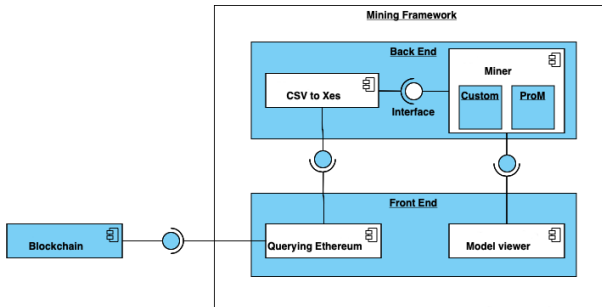 Mining Framework
Back End
CSV to Xes
Interface
Miner
Custom
ProM
Front End
Blockchain
Querying Ethereum
Model viewer